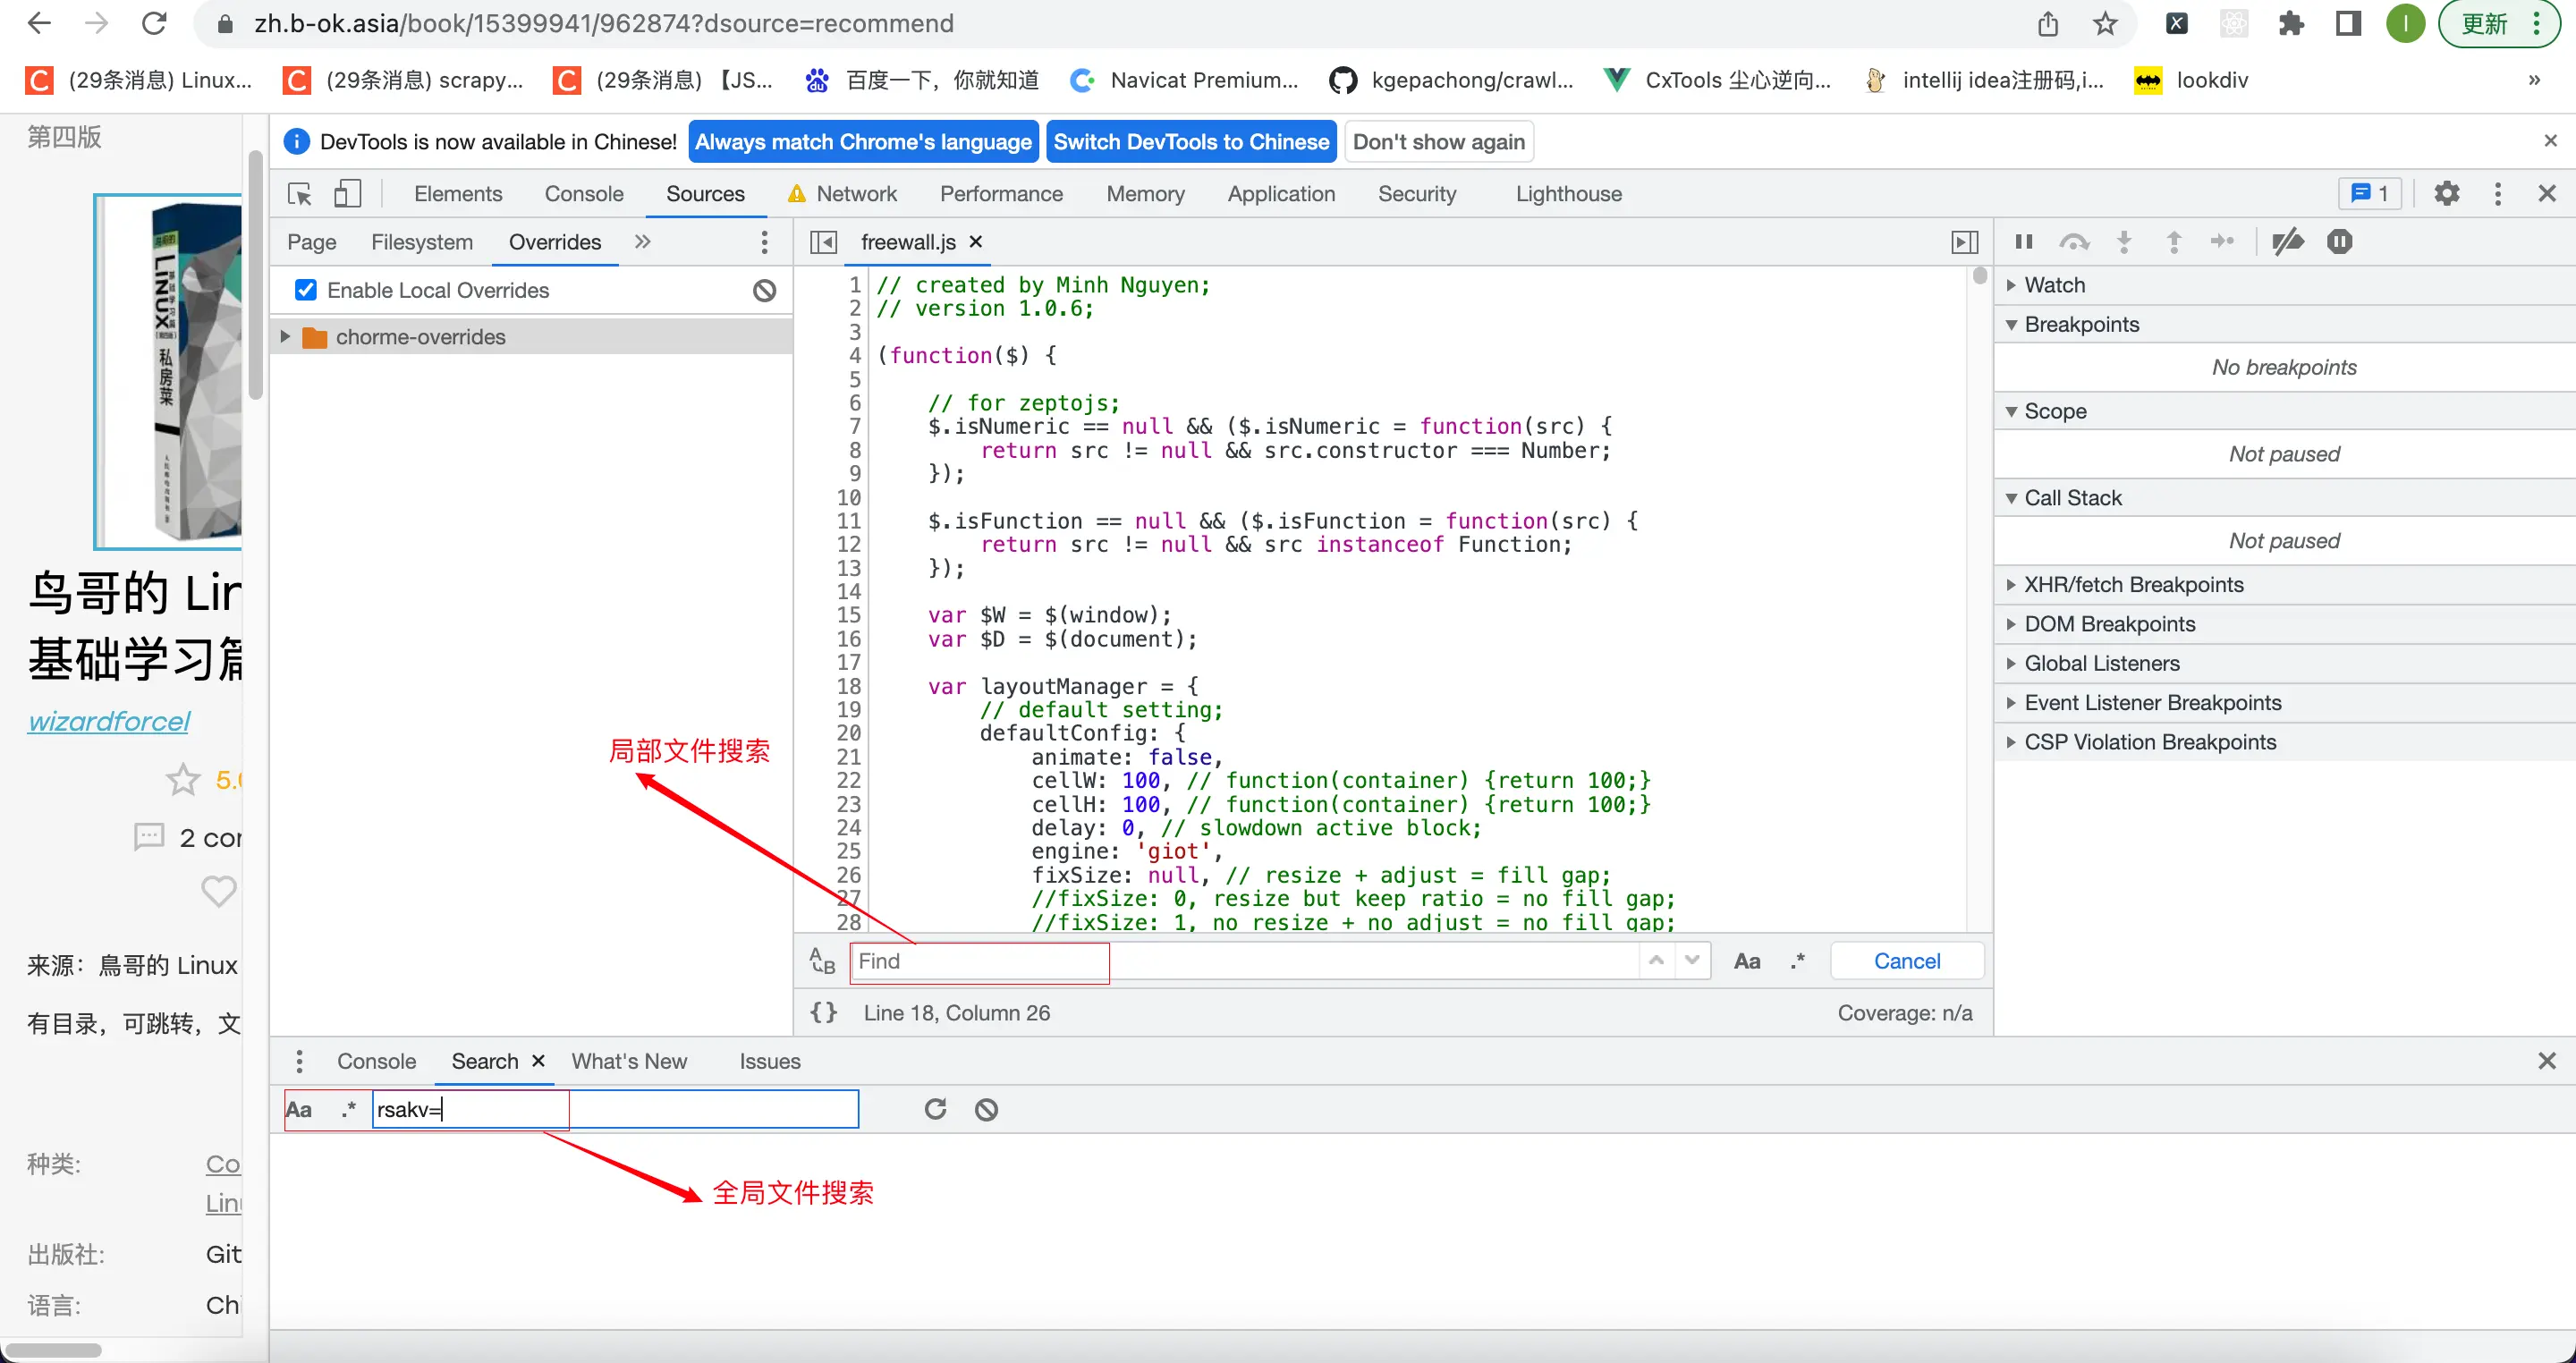 zh.b-ok.asia/book/15399941/962874?dsource=recommend
I
更新
C (29条消息) Linux...
C (29条消息) scrapy...
C (29条消息) 【JS...
du 百度一下，你就知道
Navicat Premium...
kgepachong/crawl...
CxTools 尘心逆向...
intellij idea注册码,i...
lookdiv
»
第四版
DevTools is now available in Chinese! Always match Chrome's language Switch DevTools to Chinese Don't show again
Elements Console Sources Network Performance Memory Application Security Lighthouse 1
Page Filesystem Overrides »
Enable Local Overrides
chorme-overrides
freewall.js ×
1 // created by Minh Nguyen;
2 // version 1.0.6;
3
4 (function($) {
5
6 // for zeptojs;
7 $.isNumeric == null && ($.isNumeric = function(src) {
8 return src != null && src.constructor === Number;
9 });
10
11 $.isFunction == null && ($.isFunction = function(src) {
12 return src != null && src instanceof Function;
13 });
14
15 var $W = $(window);
16 var $D = $(document);
17
18 var layoutManager = {
19 // default setting;
20 defaultConfig: {
21 animate: false,
22 cellW: 100, // function(container) {return 100;}
23 cellH: 100, // function(container) {return 100;}
24 delay: 0, // slowdown active block;
25 engine: 'giot',
26 fixSize: null, // resize + adjust = fill gap;
27 //fixSize: 0, resize but keep ratio = no fill gap;
28 //fixSize: 1, no resize + no adjust = no fill gap;
Find
Aa .* Cancel
{} Line 18, Column 26 Coverage: n/a
Watch
Breakpoints
No breakpoints
Scope
Not paused
Call Stack
Not paused
XHR/fetch Breakpoints
DOM Breakpoints
Global Listeners
Event Listener Breakpoints
CSP Violation Breakpoints
LINUX
私房菜
鸟哥的 Lin
基础学习篇
wizardforcel
5.0
2 com
来源：鳥哥的 Linux
有目录，可跳转，文
种类: Co
Linu
出版社: Git
语言: Chi
局部文件搜索
Console Search × What's New Issues
Aa .* rsakv=
全局文件搜索